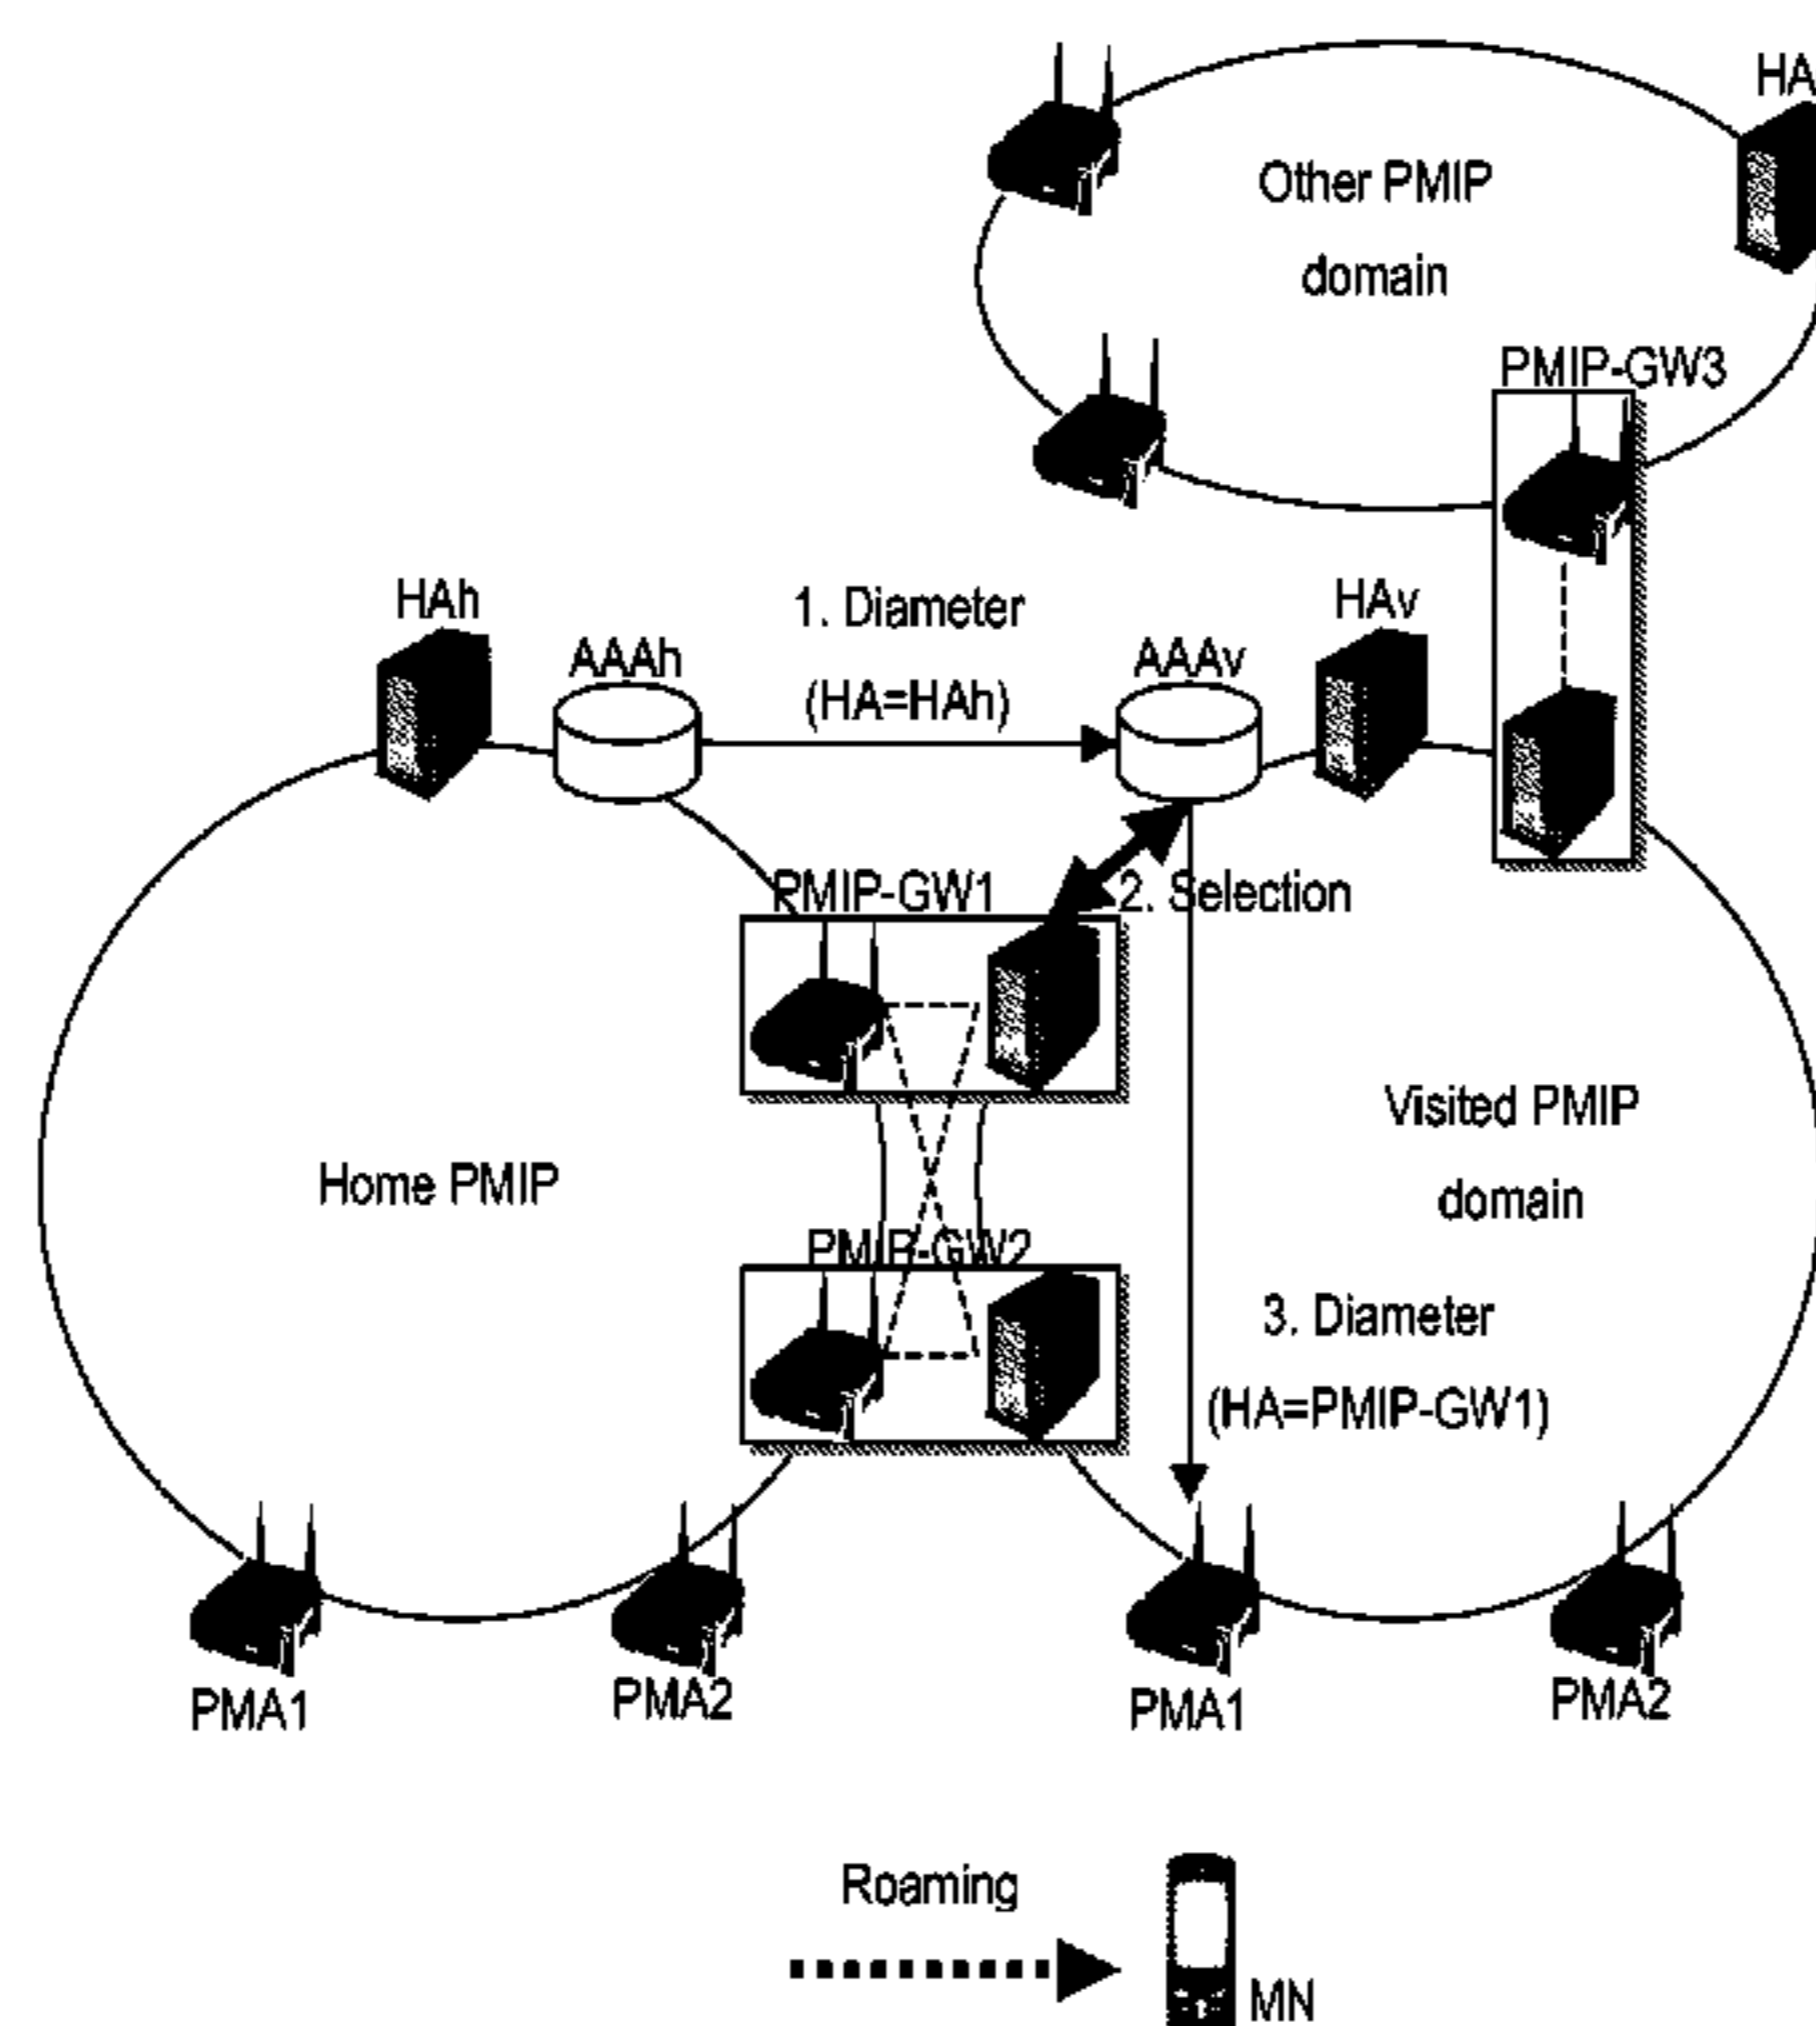 HA
Other PMIP
domain
PMIP-GW3
HAh
AAAh
1. Diameter
(HA=HAh)
AAAv
HAv
PMIP-GW1
2. Selection
Home PMIP
Visited PMIP
domain
PMIP-GW2
3. Diameter
(HA=PMIP-GW1)
PMA1
PMA2
PMA1
PMA2
Roaming
MN